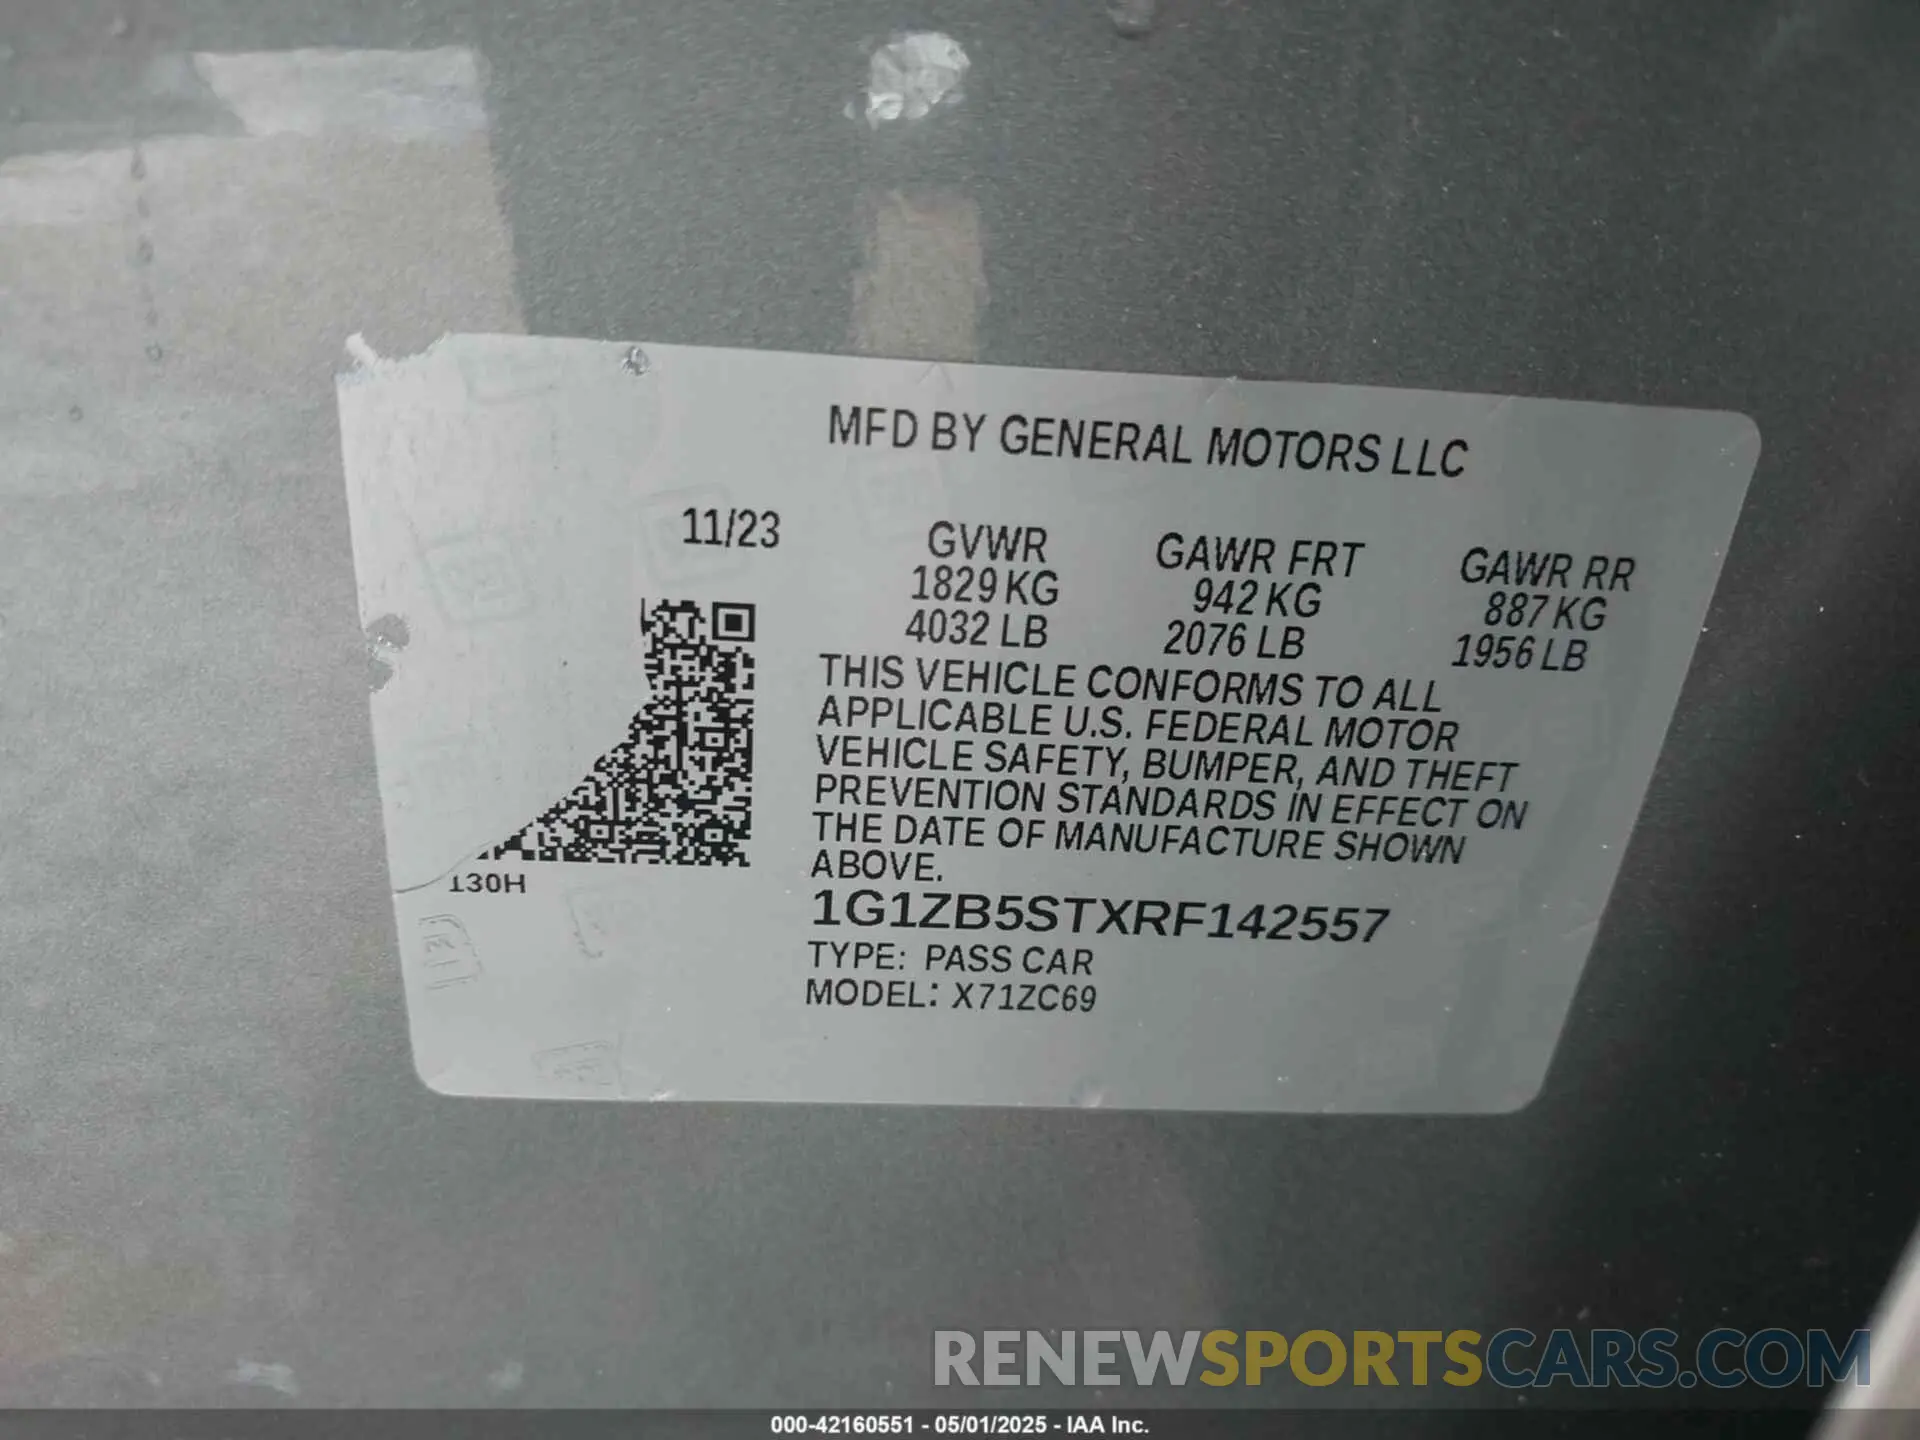 MFD BY GENERAL MOTORS LLC
11/23
GVWR
1829 KG
4032 LB
GAWR FRT
942 KG
2076 LB
GAWR RR
887 KG
1956 LB
THIS VEHICLE CONFORMS TO ALL
APPLICABLE U.S. FEDERAL MOTOR
VEHICLE SAFETY, BUMPER, AND THEFT
PREVENTION STANDARDS IN EFFECT ON
THE DATE OF MANUFACTURE SHOWN
ABOVE.
130H
1G1ZB5STXRF142557
TYPE: PASS CAR
MODEL: X71ZC69
RENEWSPORTSCARS.COM
000-42160551 - 05/01/2025 - IAA Inc.